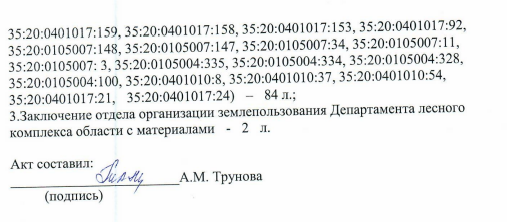 35:20:0401017:159, 35:20:0401017:158, 35:20:0401017:153, 35:20:0401017:92,
35:20:0105007:148, 35:20:0105007:147, 35:20:0105007:34, 35:20:0105007:11,
35:20:0105007: 3, 35:20:0105004:335, 35:20:0105004:334, 35:20:0105004:328,
35:20:0105004:100, 35:20:0401010:8, 35:20:0401010:37, 35:20:0401010:54,
35:20:0401017:21, 35:20:0401017:24) – 84 л.;
3.Заключение отдела организации землепользования Департамента лесного
комплекса области с материалами - 2 л.
Акт составил:
А.М. Трунова
(подпись)